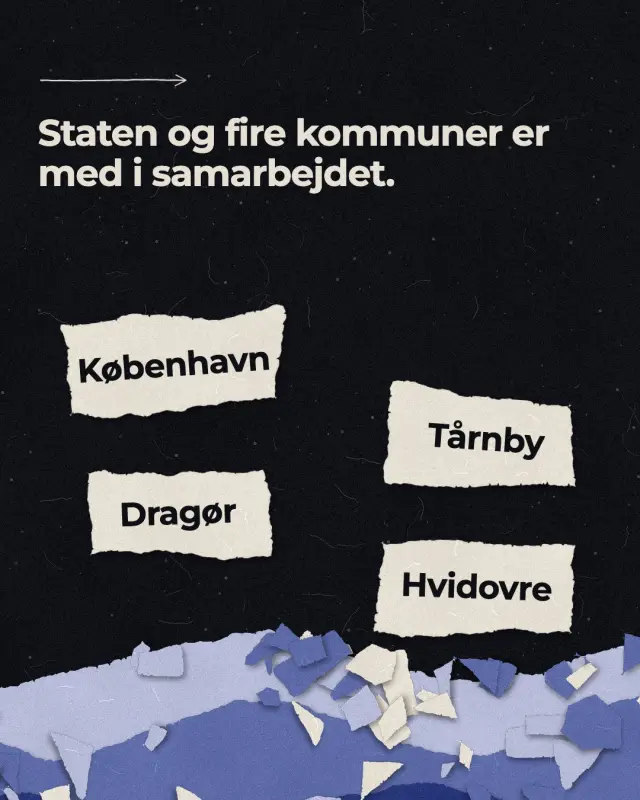 Staten og fire kommuner er
med i samarbejdet.
København
Tårnby
Dragør
Hvidovre